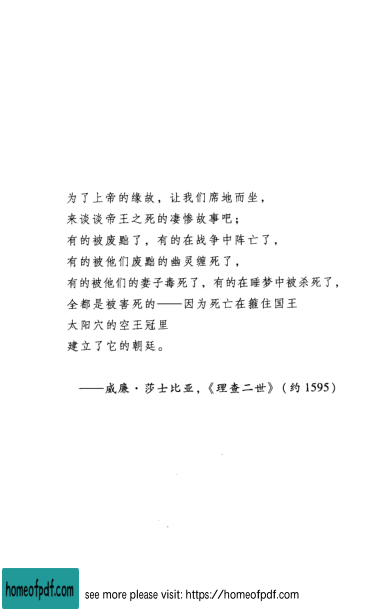 为了上帝的缘故，让我们席地而坐，
来谈谈帝王之死的凄惨故事吧；
有的被废黜了，有的在战争中阵亡了，
有的被他们废黜的幽灵缠死了，
有的被他们的妻子毒死了，有的在睡梦中被杀死了，
全都是被害死的——因为死亡在箍住国王
太阳穴的空王冠里
建立了它的朝廷。
——威廉·莎士比亚，《理查二世》（约 1595）
homeofpdf.com see more please visit: https://homeofpdf.com